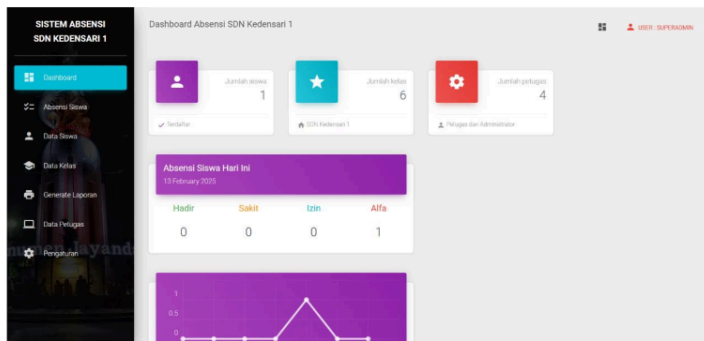 SISTEM ABSENSI
SDN KEDENSARI 1
Dashboard Absensi SDN Kedensari 1
USER : SUPERADMIN
Dashboard
Absensi Siswa
Data Siswa
Data Kelas
Generate Laporan
Data Petugas
Pengaturan
Jumlah siswa
1
Terdaftar
Jumlah kelas
6
SDN Kedensari 1
Jumlah petugas
4
Petugas dan Administrator
Absensi Siswa Hari Ini
13 February 2025
Hadir Sakit Izin Alfa
0 0 0 1
1
0.5
0